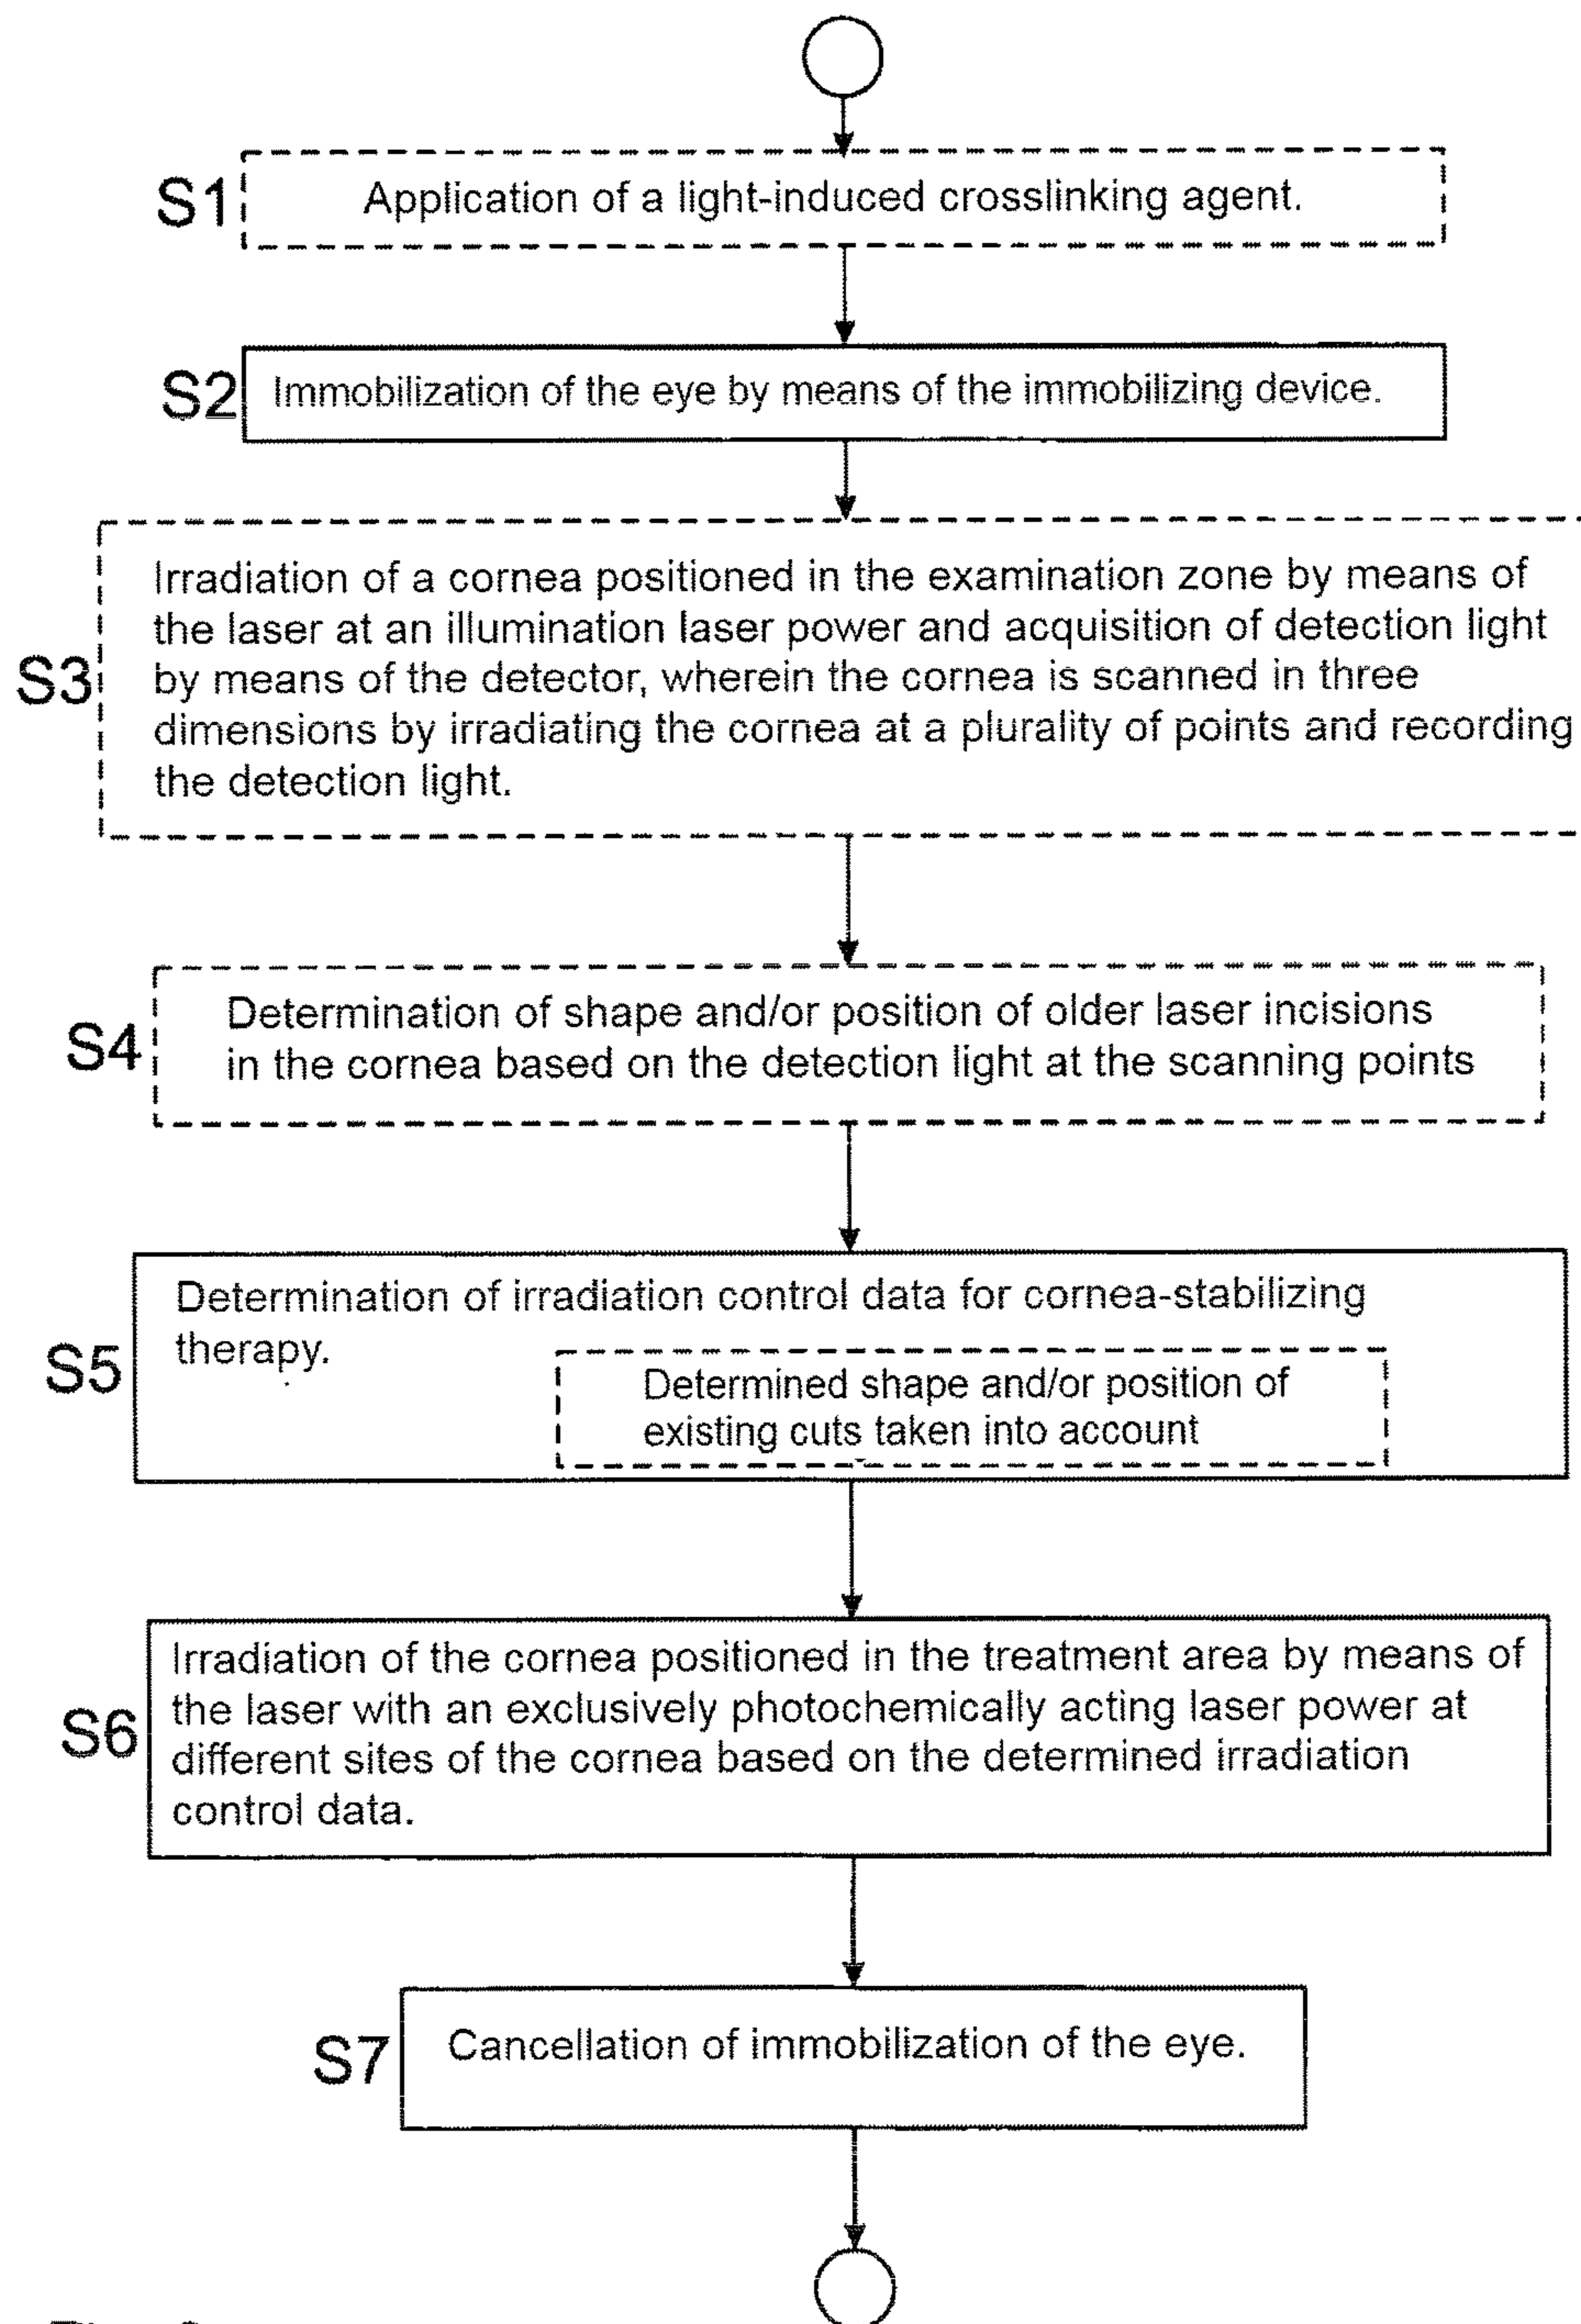 S1
Application of a light-induced crosslinking agent.
S2
Immobilization of the eye by means of the immobilizing device.
S3
Irradiation of a cornea positioned in the examination zone by means of
the laser at an illumination laser power and acquisition of detection light
by means of the detector, wherein the cornea is scanned in three
dimensions by irradiating the cornea at a plurality of points and recording
the detection light.
S4
Determination of shape and/or position of older laser incisions
in the cornea based on the detection light at the scanning points
S5
Determination of irradiation control data for cornea-stabilizing
therapy.
Determined shape and/or position of
existing cuts taken into account
S6
Irradiation of the cornea positioned in the treatment area by means of
the laser with an exclusively photochemically acting laser power at
different sites of the cornea based on the determined irradiation
control data.
S7
Cancellation of immobilization of the eye.